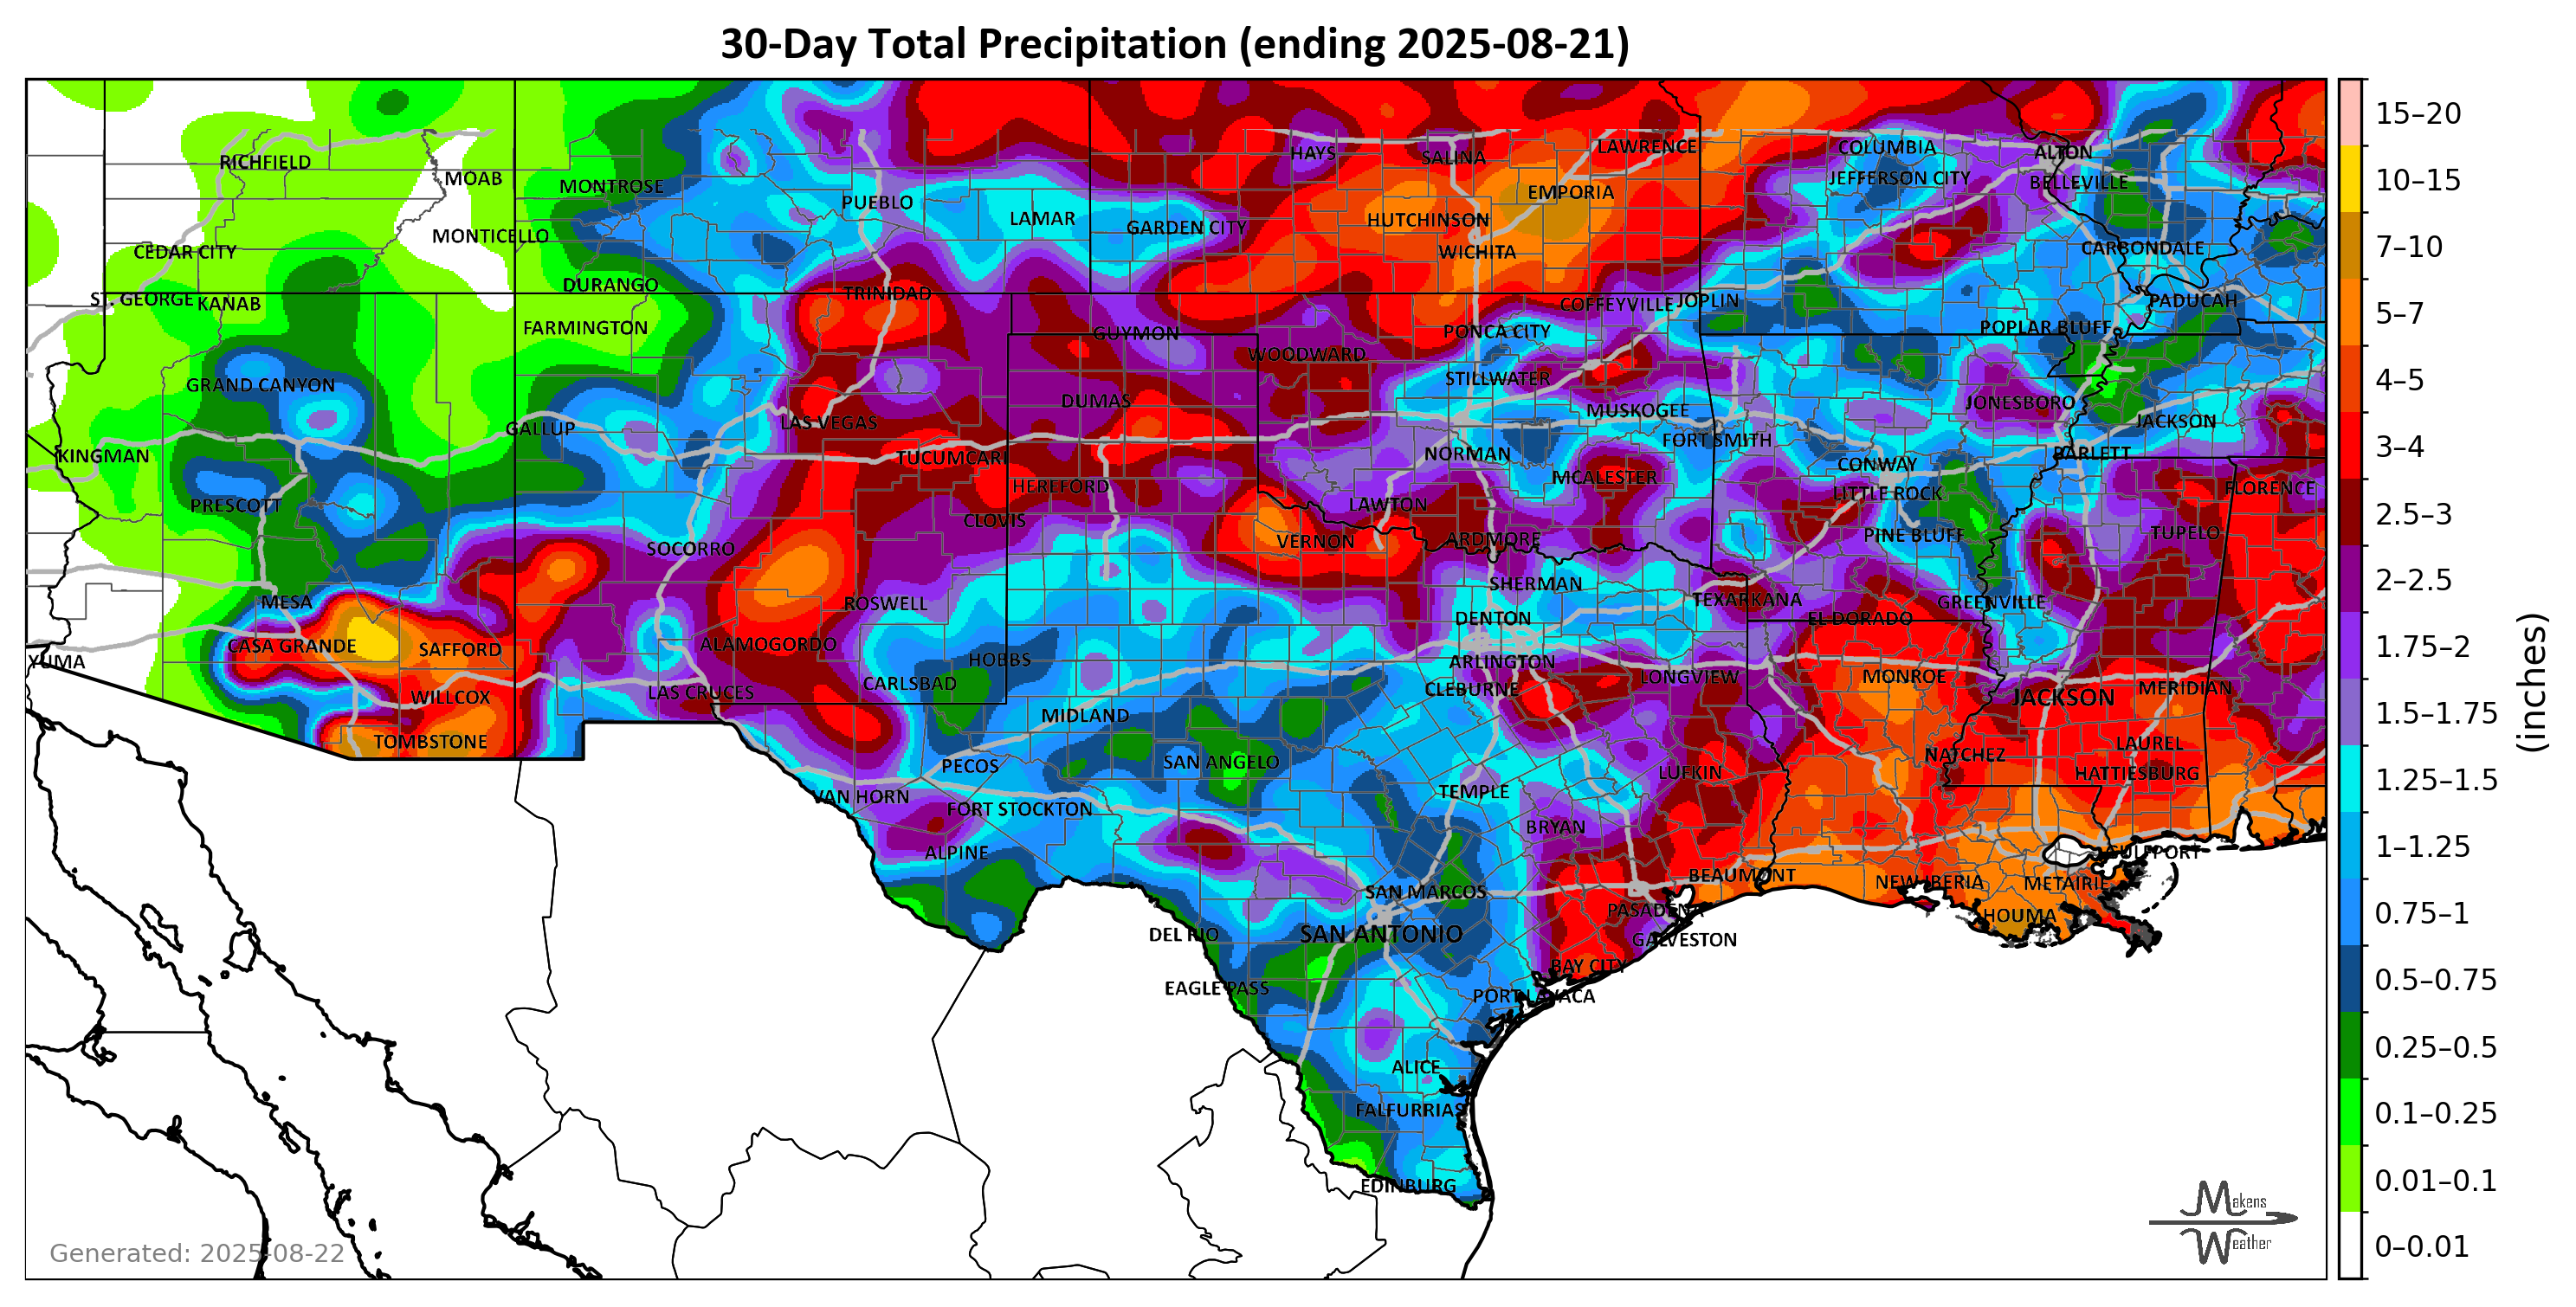 30-Day Total Precipitation (ending 2025-08-21)
HAYS
SALINA
LAWRENCE
COLUMBIA
ALTON
RICHFIELD
MOAB
MONTROSE
JEFFERSON CITY
BELLEVILLE
PUEBLO
EMPORIA
LAMAR
GARDEN CITY
HUTCHINSON
MONTICELLO
CEDAR CITY
WICHITA
CARBONDALE
DURANGO
TRINIDAD
ST. GEORGE
KANAB
COFFEYVILLE
JOPLIN
PADUCAH
FARMINGTON
GUYMON
PONCA CITY
POPLAR BLUFF
WOODWARD
GRAND CANYON
STILLWATER
DUMAS
JONESBORO
LAS VEGAS
MUSKOGEE
JACKSON
GALLUP
FORT SMITH
KINGMAN
TUCUMCARI
NORMAN
BARLETT
CONWAY
HEREFORD
MCALESTER
LITTLE ROCK
FLORENCE
PRESCOTT
LAWTON
CLOVIS
PINE BLUFF
TUPELO
SOCORRO
VERNON
ARDMORE
SHERMAN
MESA
ROSWELL
TEXARKANA
GREENVILLE
DENTON
EL DORADO
CASA GRANDE
SAFFORD
ALAMOGORDO
YUMA
HOBBS
ARLINGTON
LONGVIEW
MONROE
WILLCOX
LAS CRUCES
CARLSBAD
CLEBURNE
JACKSON
MERIDIAN
MIDLAND
TOMBSTONE
LAUREL
PECOS
SAN ANGELO
NATCHEZ
LUFKIN
HATTIESBURG
VAN HORN
FORT STOCKTON
TEMPLE
BRYAN
ALPINE
GULFPORT
SAN MARCOS
BEAUMONT
NEW IBERIA
METAIRIE
PASADENA
HOUMA
DEL RIO
SAN ANTONIO
GALVESTON
BAY CITY
EAGLE PASS
PORT LAVACA
ALICE
FALFURRIAS
EDINBURG
15–20
10–15
7–10
5–7
4–5
3–4
2.5–3
2–2.5
1.75–2
1.5–1.75
1.25–1.5
1–1.25
0.75–1
0.5–0.75
0.25–0.5
0.1–0.25
0.01–0.1
0–0.01
(inches)
Generated: 2025-08-22
Makens
Weather